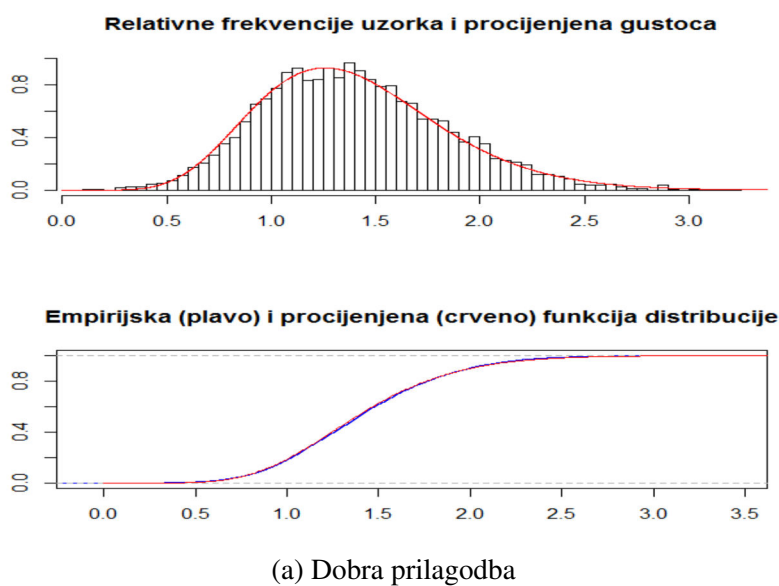 Relativne frekvencije uzorka i procijenjena gustoca
0.8
0.4
0.0
0.0 0.5 1.0 1.5 2.0 2.5 3.0
Empirijska (plavo) i procijenjena (crveno) funkcija distribucije
0.8
0.4
0.0
0.0 0.5 1.0 1.5 2.0 2.5 3.0 3.5
(a) Dobra prilagodba